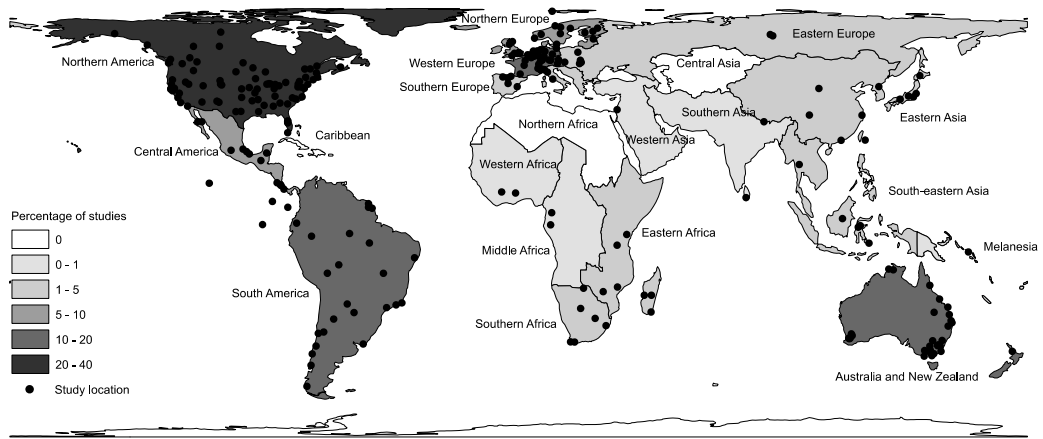 Northern Europe
Eastern Europe
Northern America
Western Europe
Central Asia
Southern Europe
Southern Asia
Northern Africa
Eastern Asia
Caribbean
Western Asia
Central America
Western Africa
South-eastern Asia
Percentage of studies
0
Eastern Africa
Melanesia
Middle Africa
0 - 1
1 - 5
South America
5 - 10
Southern Africa
10 - 20
20 - 40
Australia and New Zealand
Study location